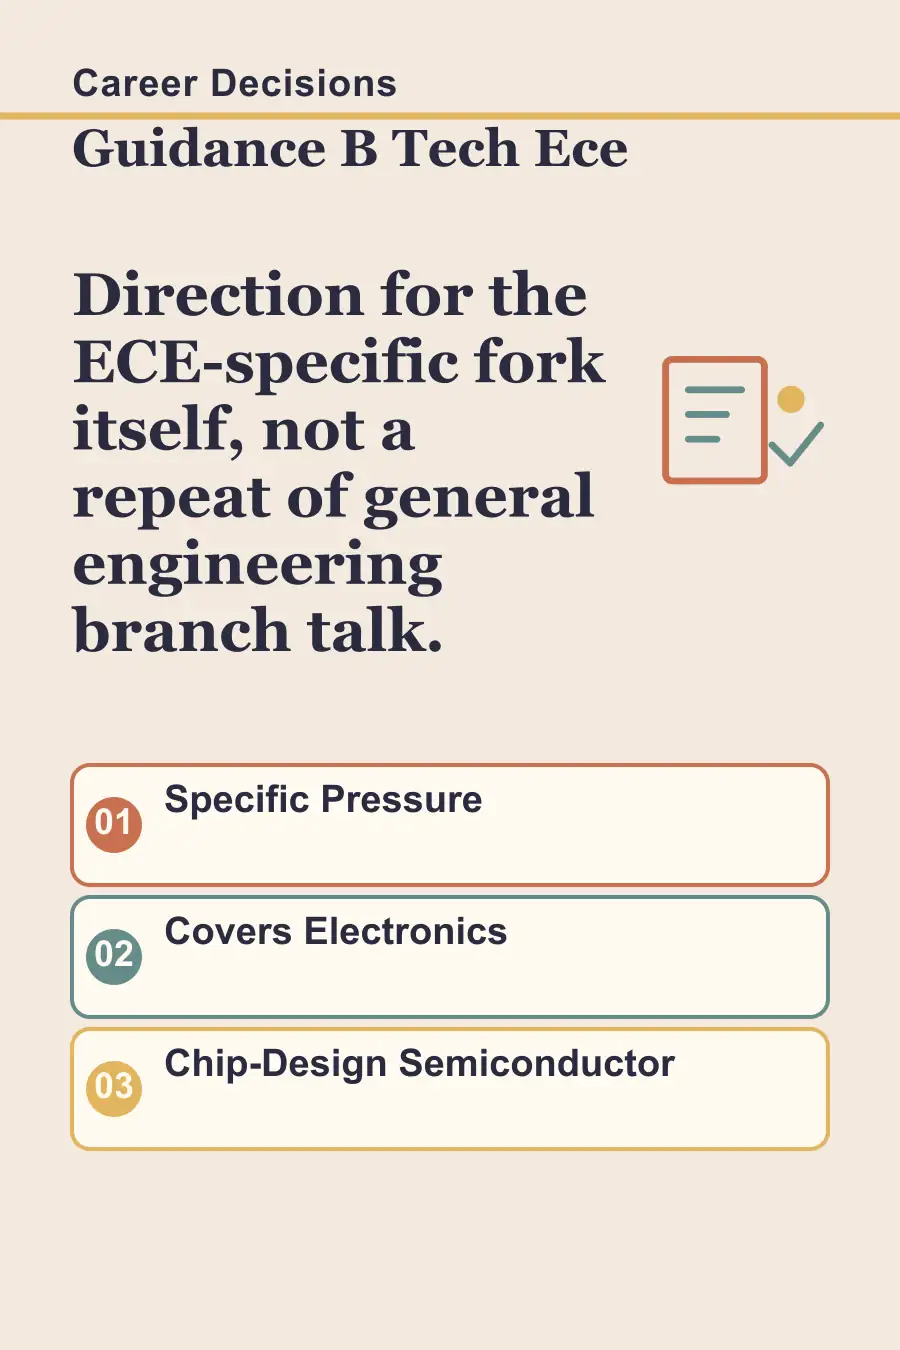 Career Decisions
Guidance B Tech Ece
Direction for the
ECE-specific fork
itself, not a
repeat of general
engineering
branch talk.
01 Specific Pressure
02 Covers Electronics
03 Chip-Design Semiconductor